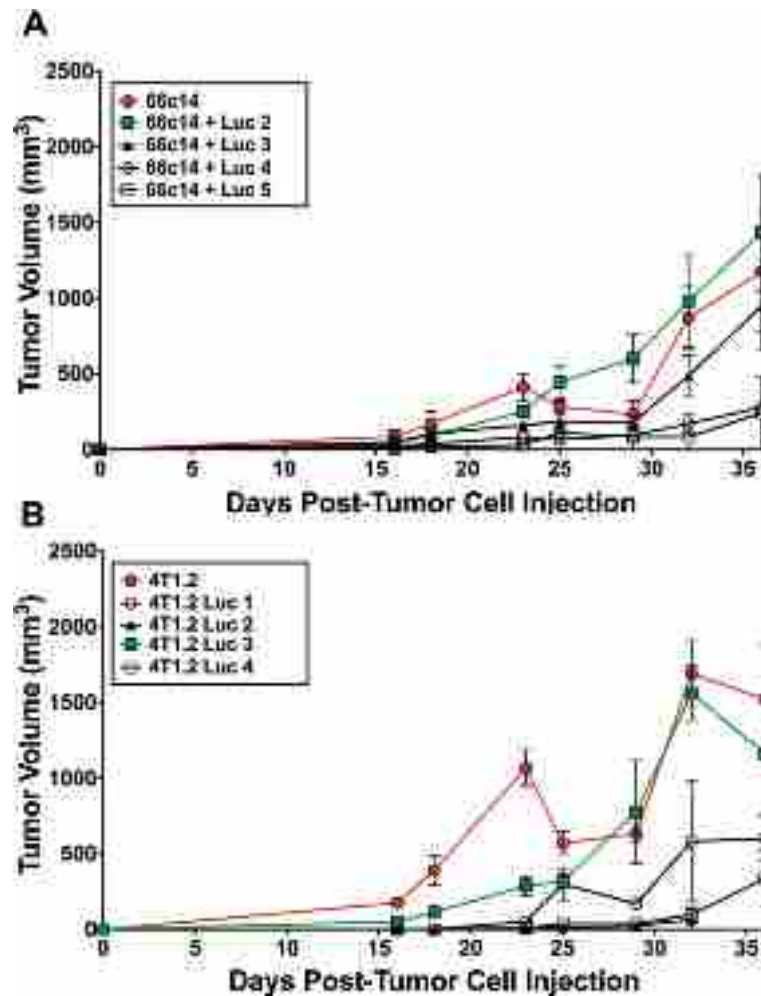 A
2500
2000
1500
1000
500
0
Tumor Volume (mm³)
66c14
66c14 + Luc 2
66c14 + Luc 3
66c14 + Luc 4
66c14 + Luc 5
0 5 10 15 20 25 30 35
Days Post-Tumor Cell Injection
B
2500
2000
1500
1000
500
0
Tumor Volume (mm³)
4T1.2
4T1.2 Luc 1
4T1.2 Luc 2
4T1.2 Luc 3
4T1.2 Luc 4
0 5 10 15 20 25 30 35
Days Post-Tumor Cell Injection